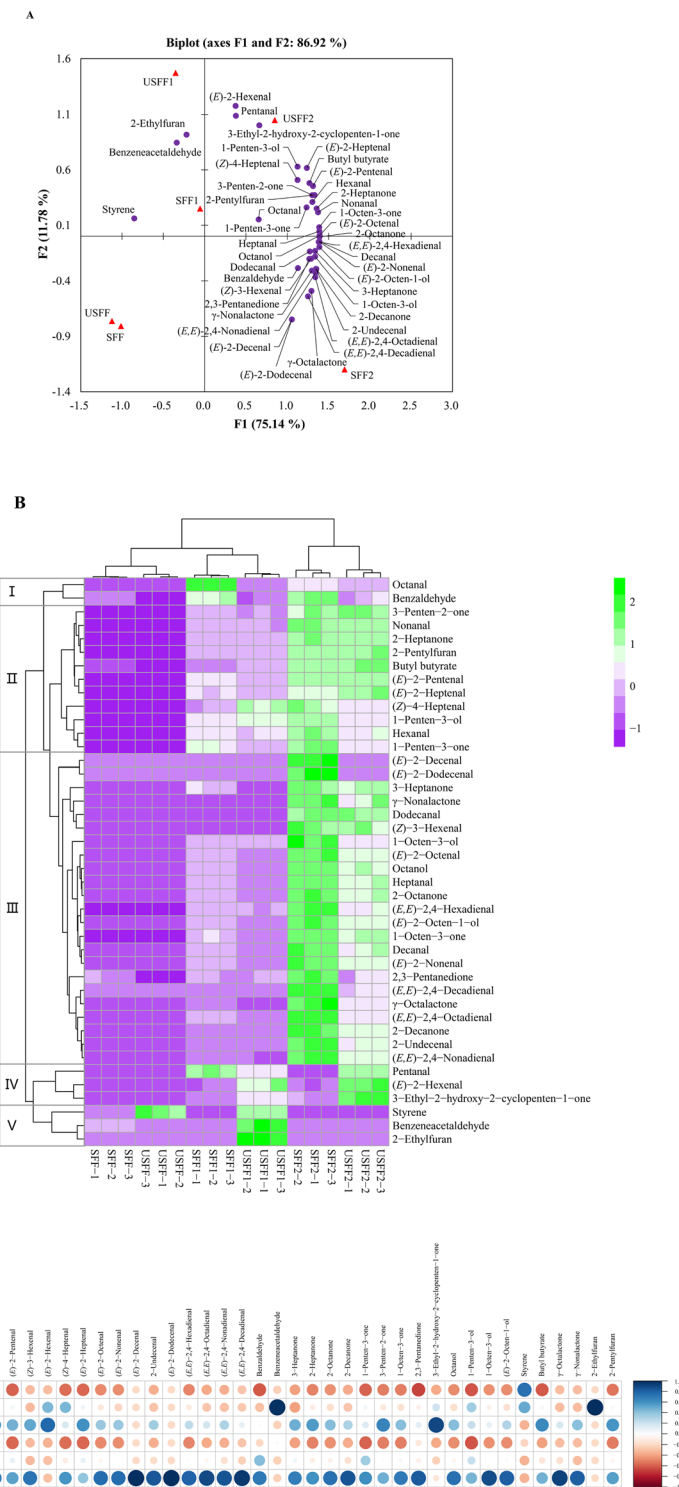 A
Biplot (axes F1 and F2: 86.92 %)
1.6
USFF1
(E)-2-Hexenal
Pentanal
1.1
USFF2
2-Ethylfuran
3-Ethyl-2-hydroxy-2-cyclopenten-1-one
1-Penten-3-ol
(E)-2-Heptenal
Benzeneacetaldehyde
Butyl butyrate
(Z)-4-Heptenal
0.6
(E)-2-Pentenal
3-Penten-2-one
Hexanal
2-Heptanone
SFF1
2-Pentylfuran
Nonanal
Styrene
Octanal
1-Octen-3-one
0.1
1-Penten-3-one
(E)-2-Octenal
2-Octanone
Heptanal
(E,E)-2,4-Hexadienal
Octanol
Decanal
Dodecanal
(E)-2-Nonenal
-0.4
Benzaldehyde
(E)-2-Octen-1-ol
(Z)-3-Hexenal
3-Heptanone
2,3-Pentanedione
1-Octen-3-ol
γ-Nonalactone
2-Decanone
USFF
SFF
(E,E)-2,4-Nonadienal
2-Undecenal
(E,E)-2,4-Octadienal
-0.9
(E)-2-Decenal
(E,E)-2,4-Decadienal
γ-Octalactone
(E)-2-Dodecenal
SFF2
-1.4
F2 (11.78 %)
-1.5 -1.0 -0.5 0.0 0.5 1.0 1.5 2.0 2.5 3.0
F1 (75.14 %)
B
I
II
III
IV
V
Octanal
Benzaldehyde
3−Penten−2−one
Nonanal
2−Heptanone
2−Pentylfuran
Butyl butyrate
(E)−2−Pentenal
(E)−2−Heptenal
(Z)−4−Heptenal
1−Penten−3−ol
Hexanal
1−Penten−3−one
(E)−2−Decenal
(E)−2−Dodecenal
3−Heptanone
γ−Nonalactone
Dodecanal
(Z)−3−Hexenal
1−Octen−3−ol
(E)−2−Octenal
Octanol
Heptanal
2−Octanone
(E,E)−2,4−Hexadienal
(E)−2−Octen−1−ol
1−Octen−3−one
Decanal
(E)−2−Nonenal
2,3−Pentanedione
(E,E)−2,4−Decadienal
γ−Octalactone
(E,E)−2,4−Octadienal
2−Decanone
2−Undecenal
(E,E)−2,4−Nonadienal
Pentanal
(E)−2−Hexenal
3−Ethyl−2−hydroxy−2−cyclopenten−1−one
Styrene
Benzeneacetaldehyde
2−Ethylfuran
2
1
0
−1
SFF−1
SFF−2
SFF−3
USFF−3
USFF−1
USFF−2
SFF1−1
SFF1−2
SFF1−3
USFF1−2
USFF1−1
USFF1−3
SFF2−2
SFF2−1
SFF2−3
USFF2−1
USFF2−2
USFF2−3
(E)−2−Pentenal
(Z)−3−Hexenal
(E)−2−Hexenal
(Z)−4−Heptenal
(E)−2−Heptenal
(E)−2−Octenal
(E)−2−Nonenal
(E)−2−Decenal
2−Undecenal
(E)−2−Dodecenal
(E,E)−2,4−Hexadienal
(E,E)−2,4−Octadienal
(E,E)−2,4−Nonadienal
(E,E)−2,4−Decadienal
Benzaldehyde
Benzeneacetaldehyde
3−Heptanone
2−Heptanone
2−Octanone
2−Decanone
1−Penten−3−one
3−Penten−2−one
1−Octen−3−one
2,3−Pentanedione
3−Ethyl−2−hydroxy−2−cyclopenten−1−one
Octanol
1−Penten−3−ol
1−Octen−3−ol
(E)−2−Octen−1−ol
Styrene
Butyl butyrate
γ−Octalactone
γ−Nonalactone
2−Ethylfuran
2−Pentylfuran